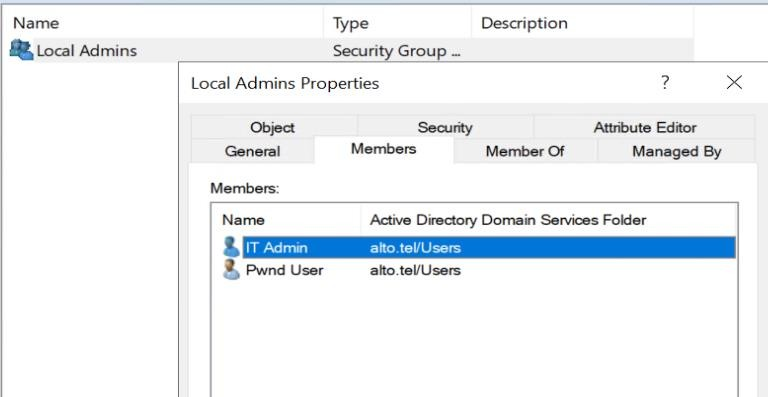 Name Type Description
Local Admins Security Group ...
Local Admins Properties ?
Object Security Attribute Editor
General Members Member Of Managed By
Members:
Name Active Directory Domain Services Folder
IT Admin alto.tel/Users
Pwnd User alto.tel/Users